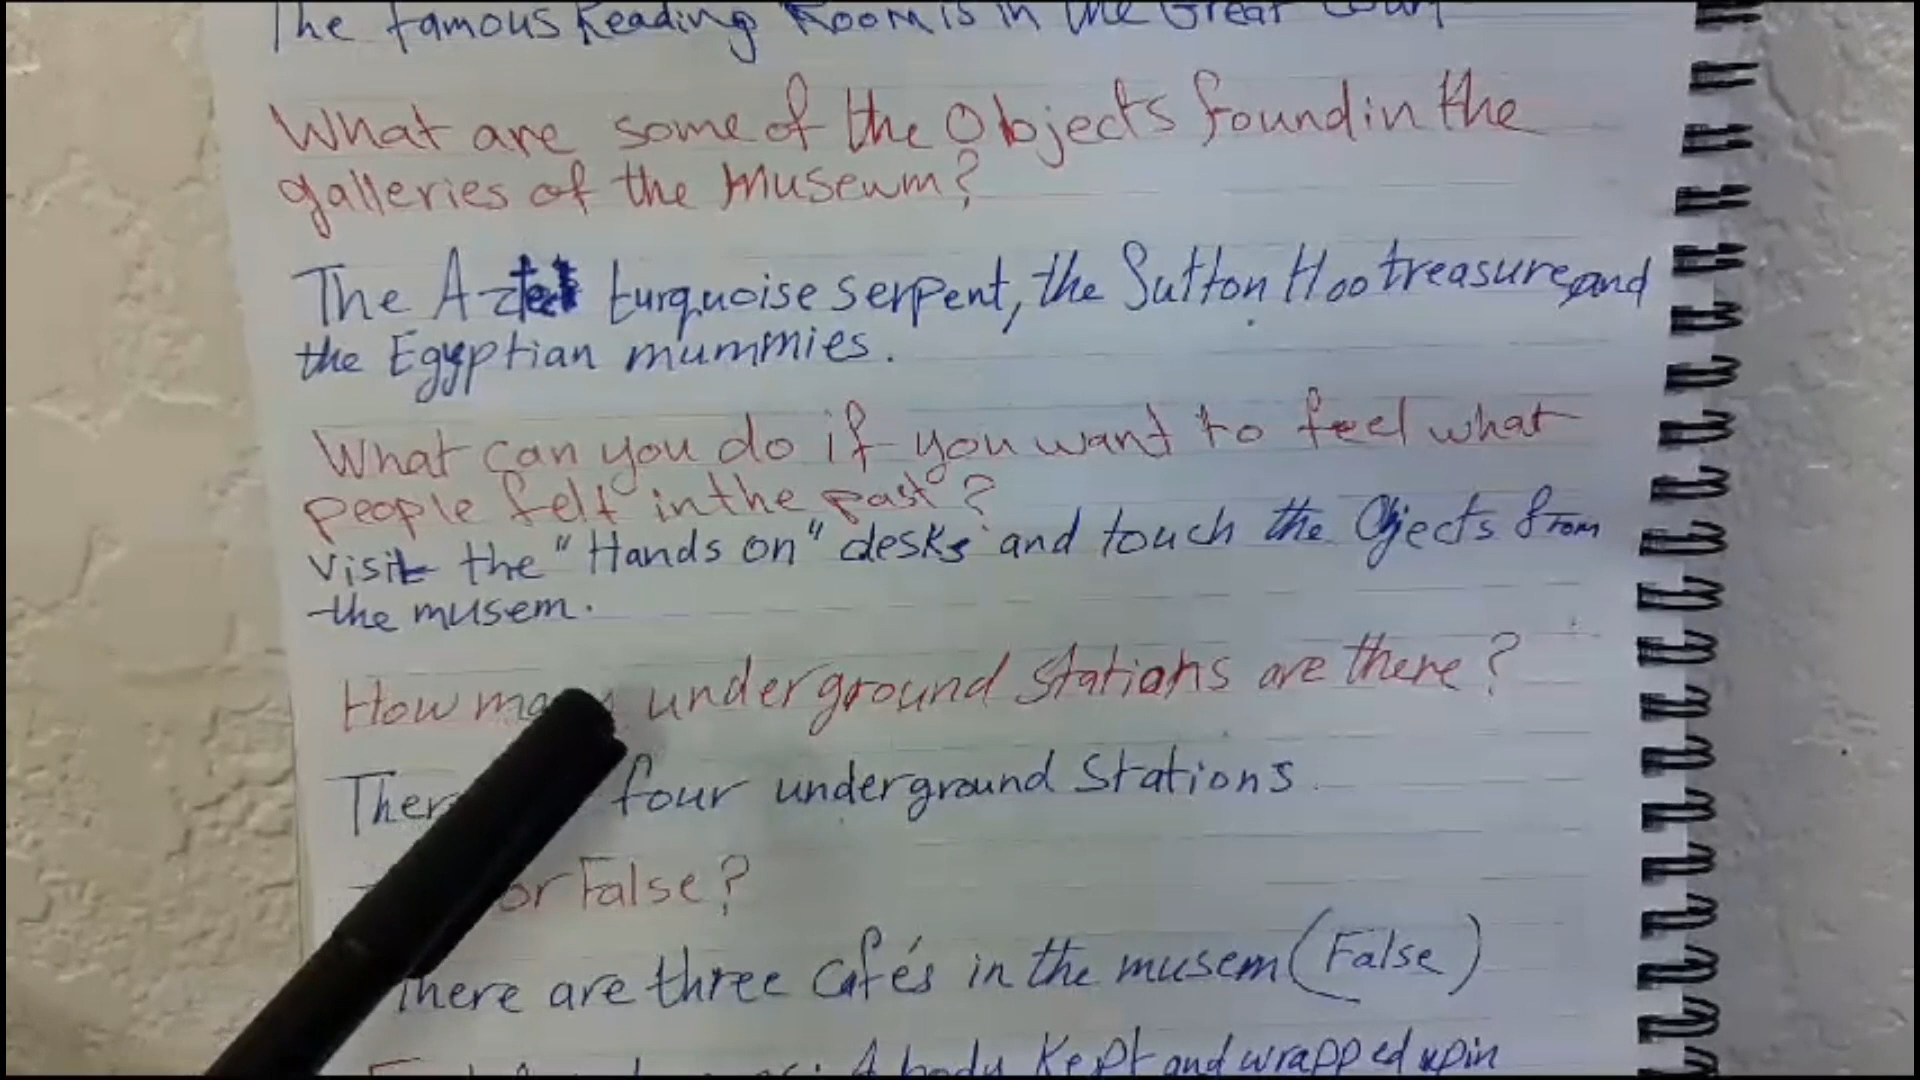 The famous Reading Room is in the Great Court
What are some of the Objects found in the
galleries of the Museum?
The turquoise serpent, the Sutton Hoo treasure, and
the Egyptian mummies.
What can you do if you want to feel what
people felt in the past?
Visit the "Hands on" desks and touch the Ojects from
the musem.
How underground stations are there?
four underground Stations.
or False?
There are three Cafés in the musem (False)
A body Kept and wrapped up in